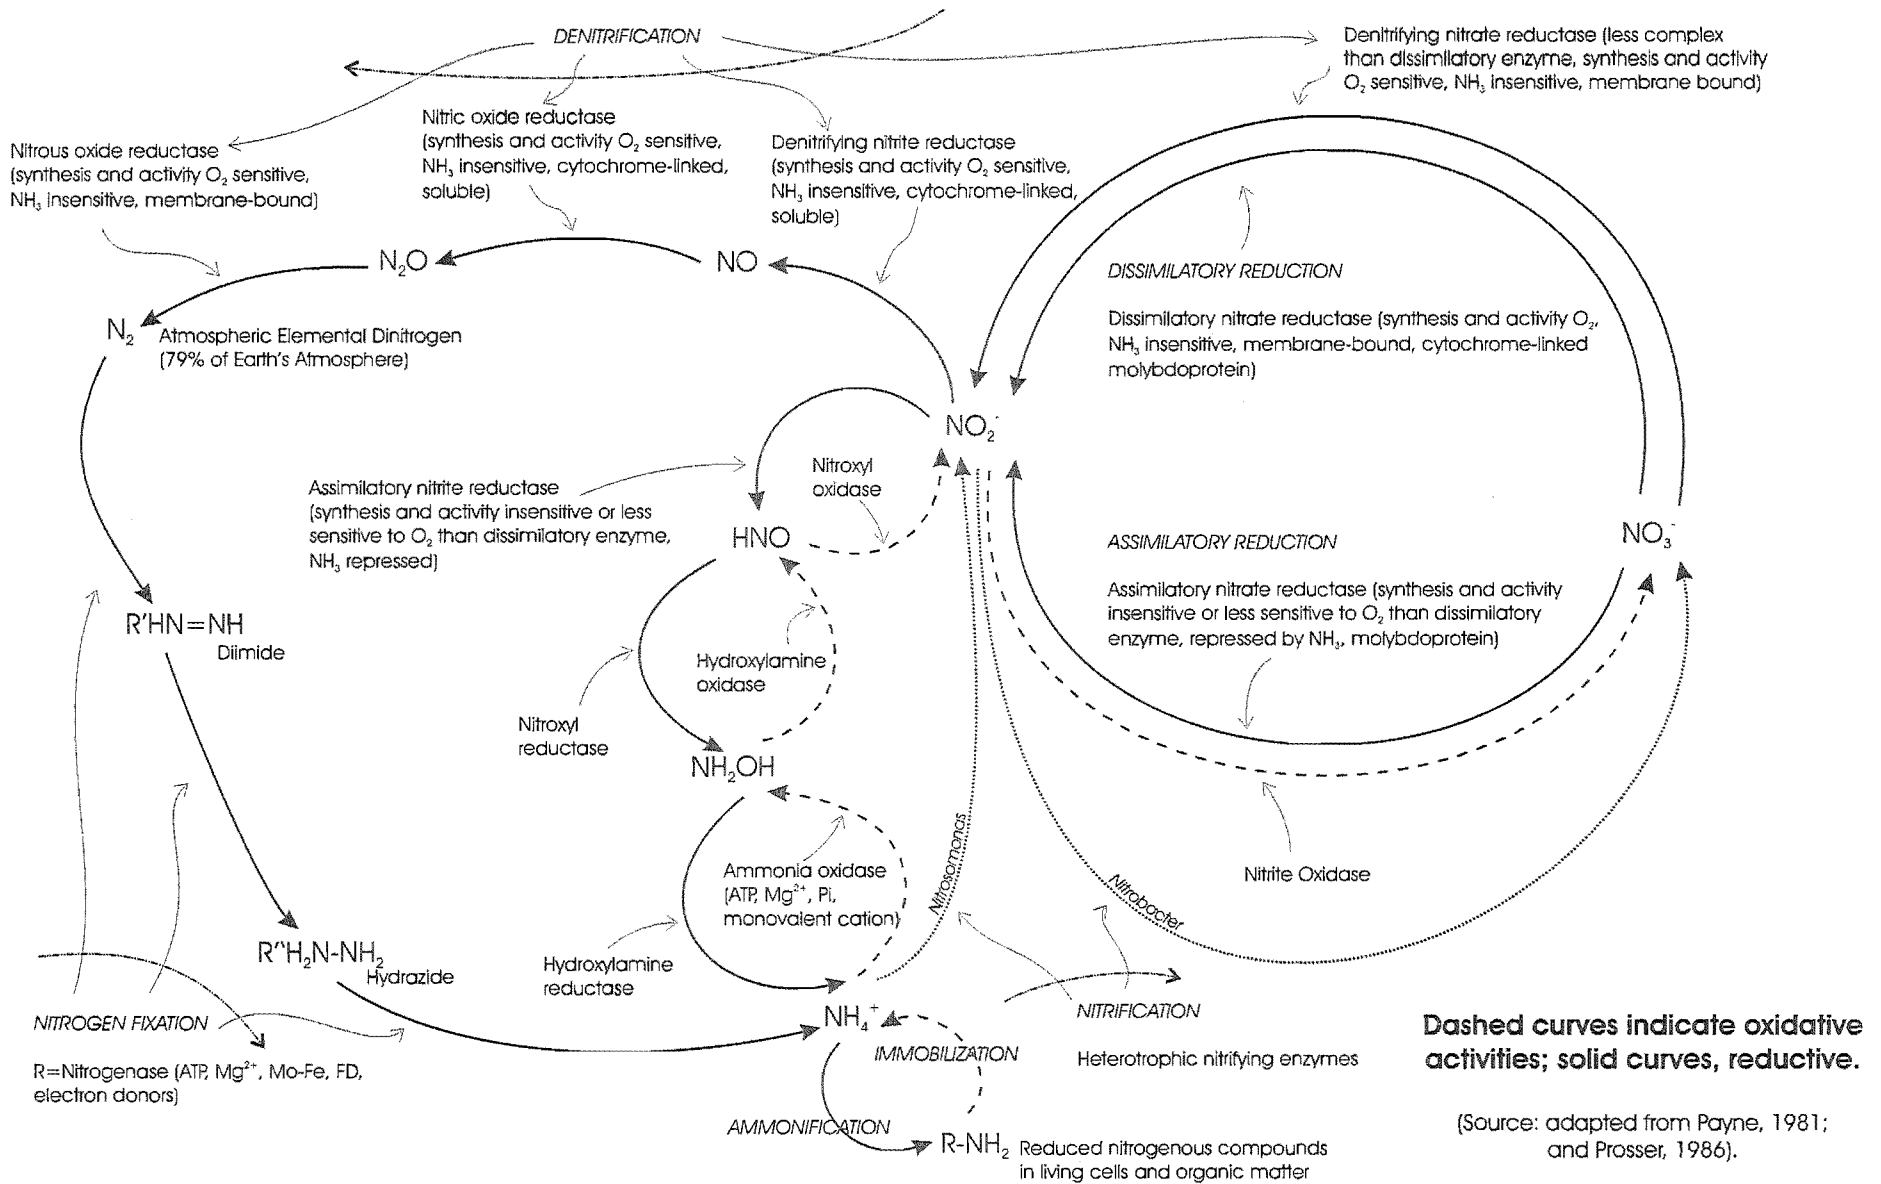 DENITRIFICATION
Denitrifying nitrate reductase (less complex
than dissimilatory enzyme, synthesis and activity
O₂ sensitive, NH₃ insensitive, membrane bound)
Nitric oxide reductase
(synthesis and activity O₂ sensitive,
NH₃ insensitive, cytochrome-linked,
soluble)
Denitrifying nitrite reductase
(synthesis and activity O₂ sensitive,
NH₃ insensitive, cytochrome-linked,
soluble)
Nitrous oxide reductase
(synthesis and activity O₂ sensitive,
NH₃ insensitive, membrane-bound)
N₂O
NO
DISSIMILATORY REDUCTION
Dissimilatory nitrate reductase (synthesis and activity O₂,
NH₃ insensitive, membrane-bound, cytochrome-linked
molybdoprotein)
N₂
Atmospheric Elemental Dinitrogen
(79% of Earth's Atmosphere)
NO₂⁻
Nitroxyl
oxidase
Assimilatory nitrite reductase
(synthesis and activity insensitive or less
sensitive to O₂ than dissimilatory enzyme,
NH₃ repressed)
HNO
NO₃⁻
ASSIMILATORY REDUCTION
Assimilatory nitrate reductase (synthesis and activity
insensitive or less sensitive to O₂ than dissimilatory
enzyme, repressed by NH₃, molybdoprotein)
R'HN=NH
Diimide
Hydroxylamine
oxidase
Nitroxyl
reductase
NH₂OH
Ammonia oxidase
(ATP, Mg²⁺, Pi,
monovalent cation)
Nitrosomonas
Nitrobacter
Nitrite Oxidase
R''H₂N-NH₂
Hydrazide
Hydroxylamine
reductase
NITROGEN FIXATION
R=Nitrogenase (ATP, Mg²⁺, Mo-Fe, FD,
electron donors)
NH₄⁺
IMMOBILIZATION
NITRIFICATION
Heterotrophic nitrifying enzymes
AMMONIFICATION
R-NH₂
Reduced nitrogenous compounds
in living cells and organic matter
Dashed curves indicate oxidative
activities; solid curves, reductive.
(Source: adapted from Payne, 1981;
and Prosser, 1986).